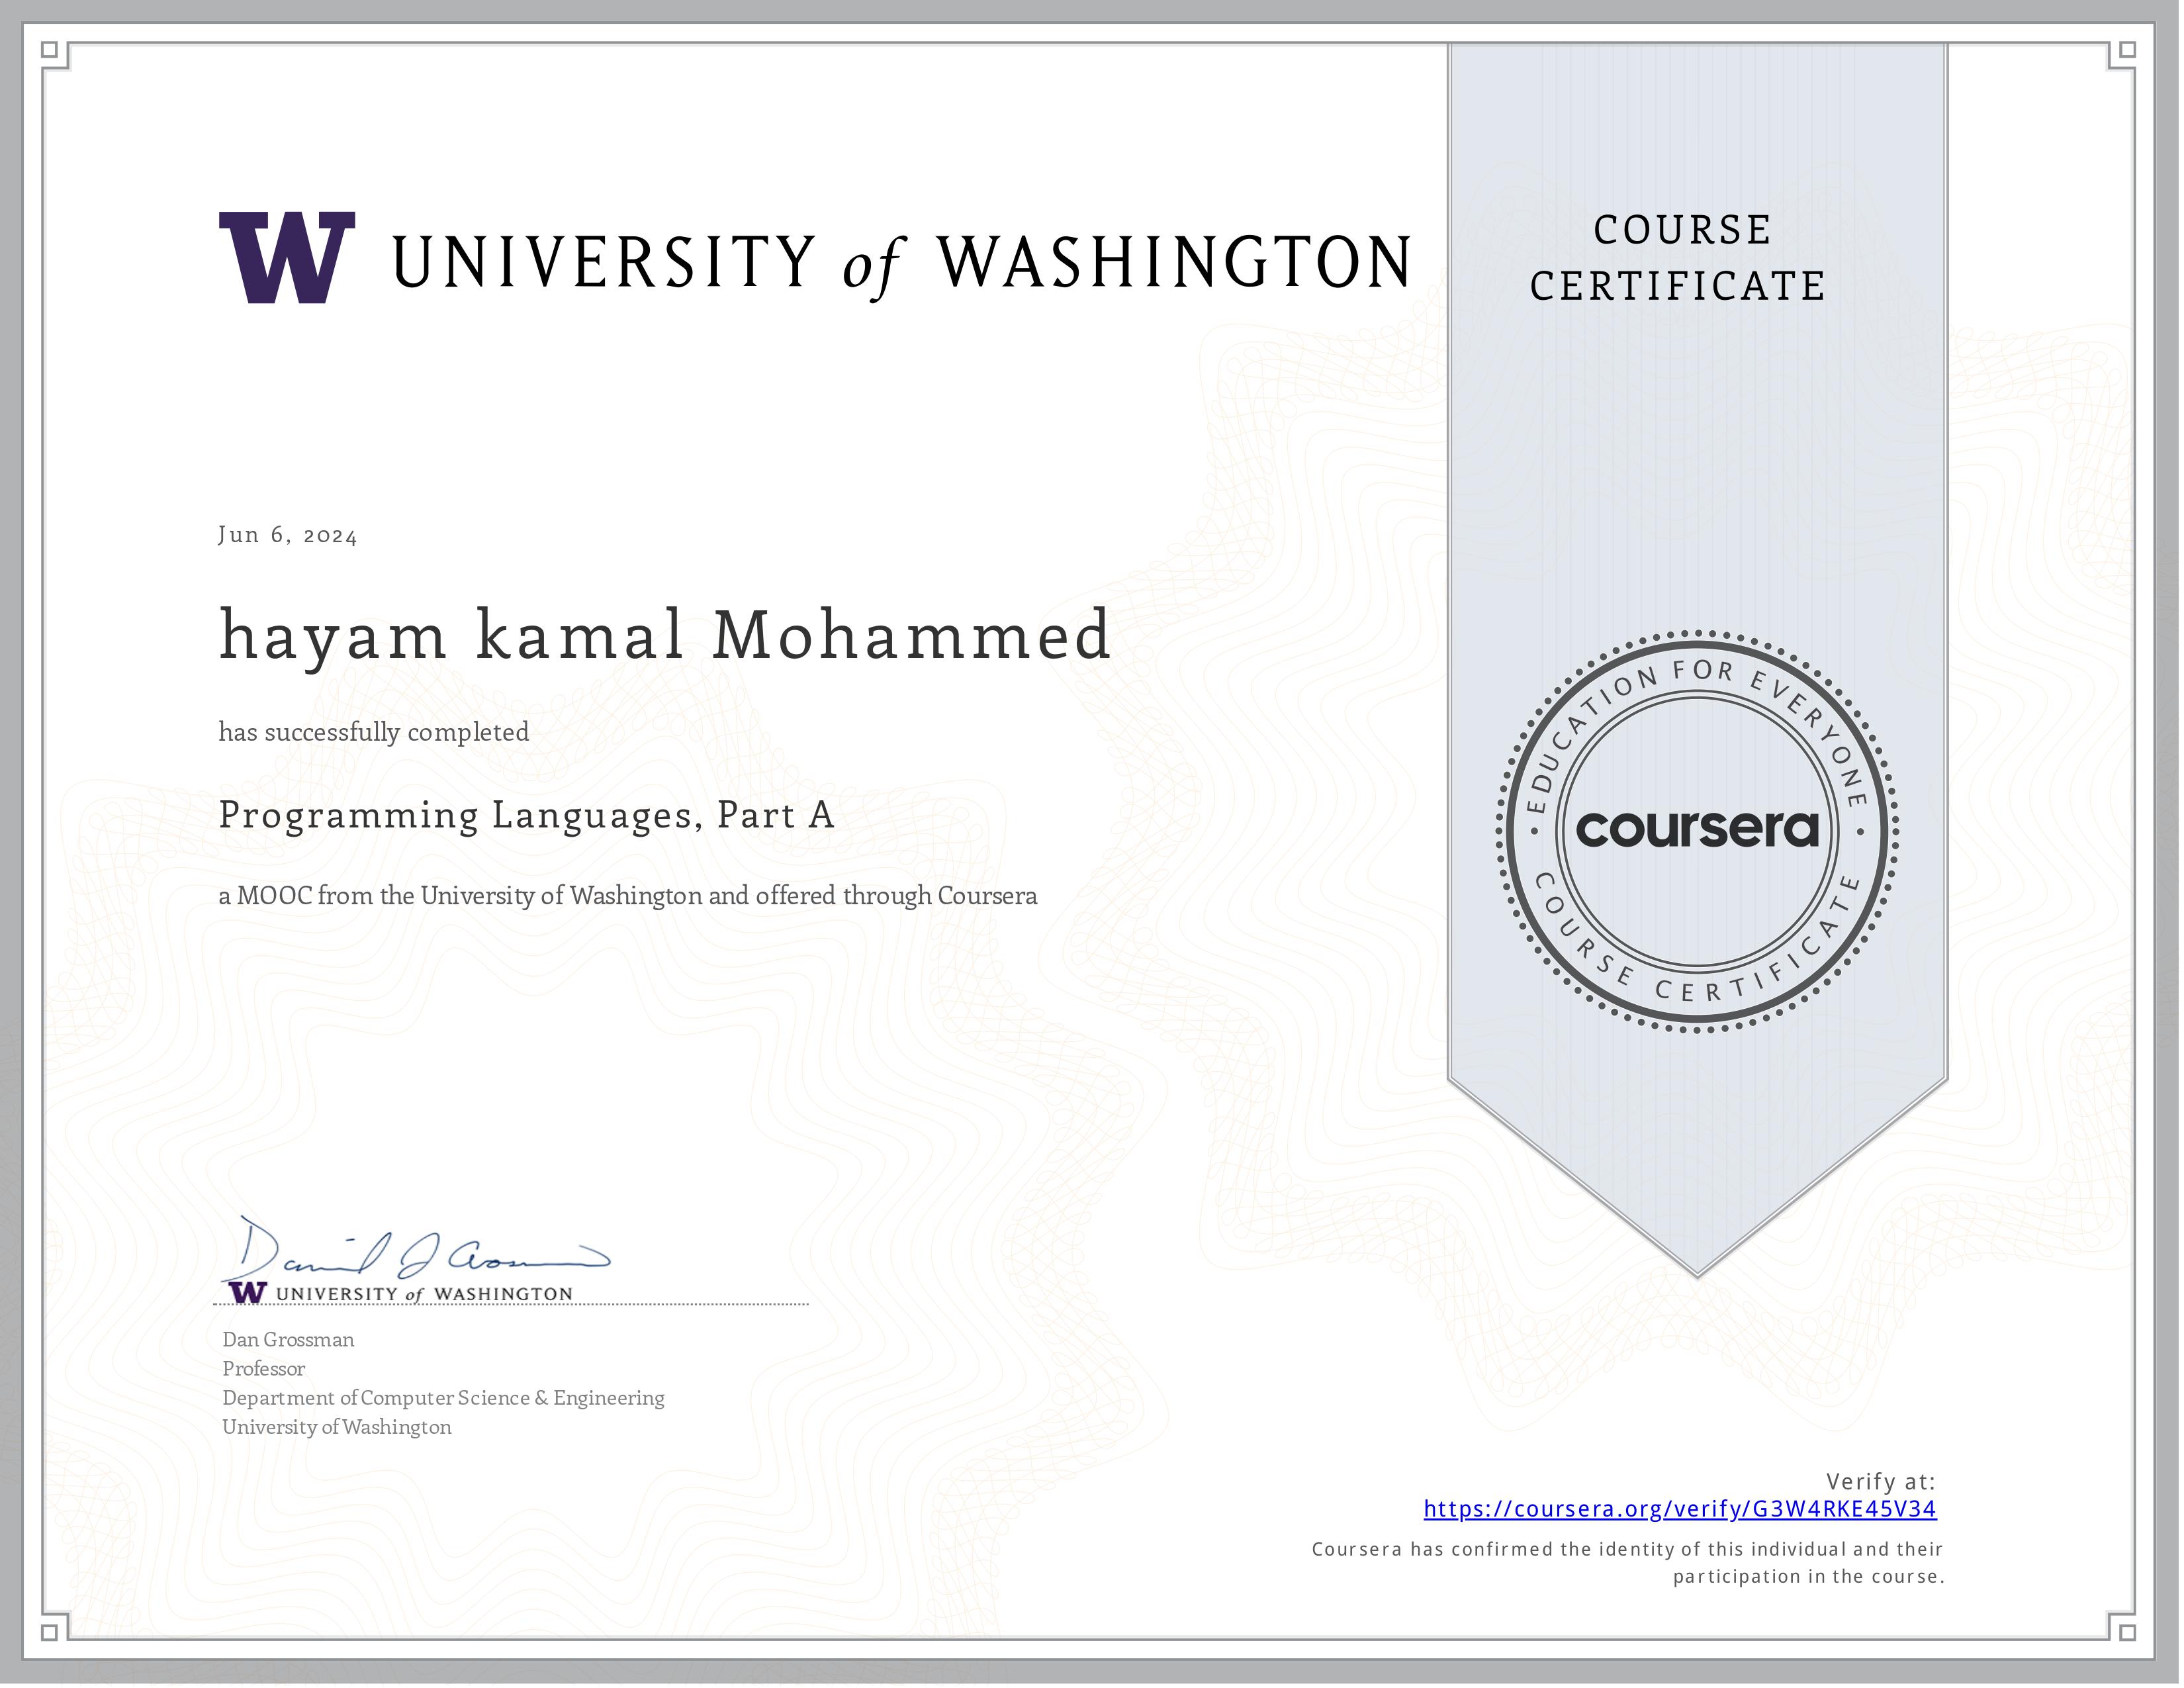 W UNIVERSITY of WASHINGTON
COURSE
CERTIFICATE
Jun 6, 2024
hayam kamal Mohammed
has successfully completed
Programming Languages, Part A
a MOOC from the University of Washington and offered through Coursera
EDUCATION FOR EVERYONE
coursera
COURSE CERTIFICATE
Daniel J Grossman
W UNIVERSITY of WASHINGTON
Dan Grossman
Professor
Department of Computer Science & Engineering
University of Washington
Verify at:
https://coursera.org/verify/G3W4RKE45V34
Coursera has confirmed the identity of this individual and their
participation in the course.